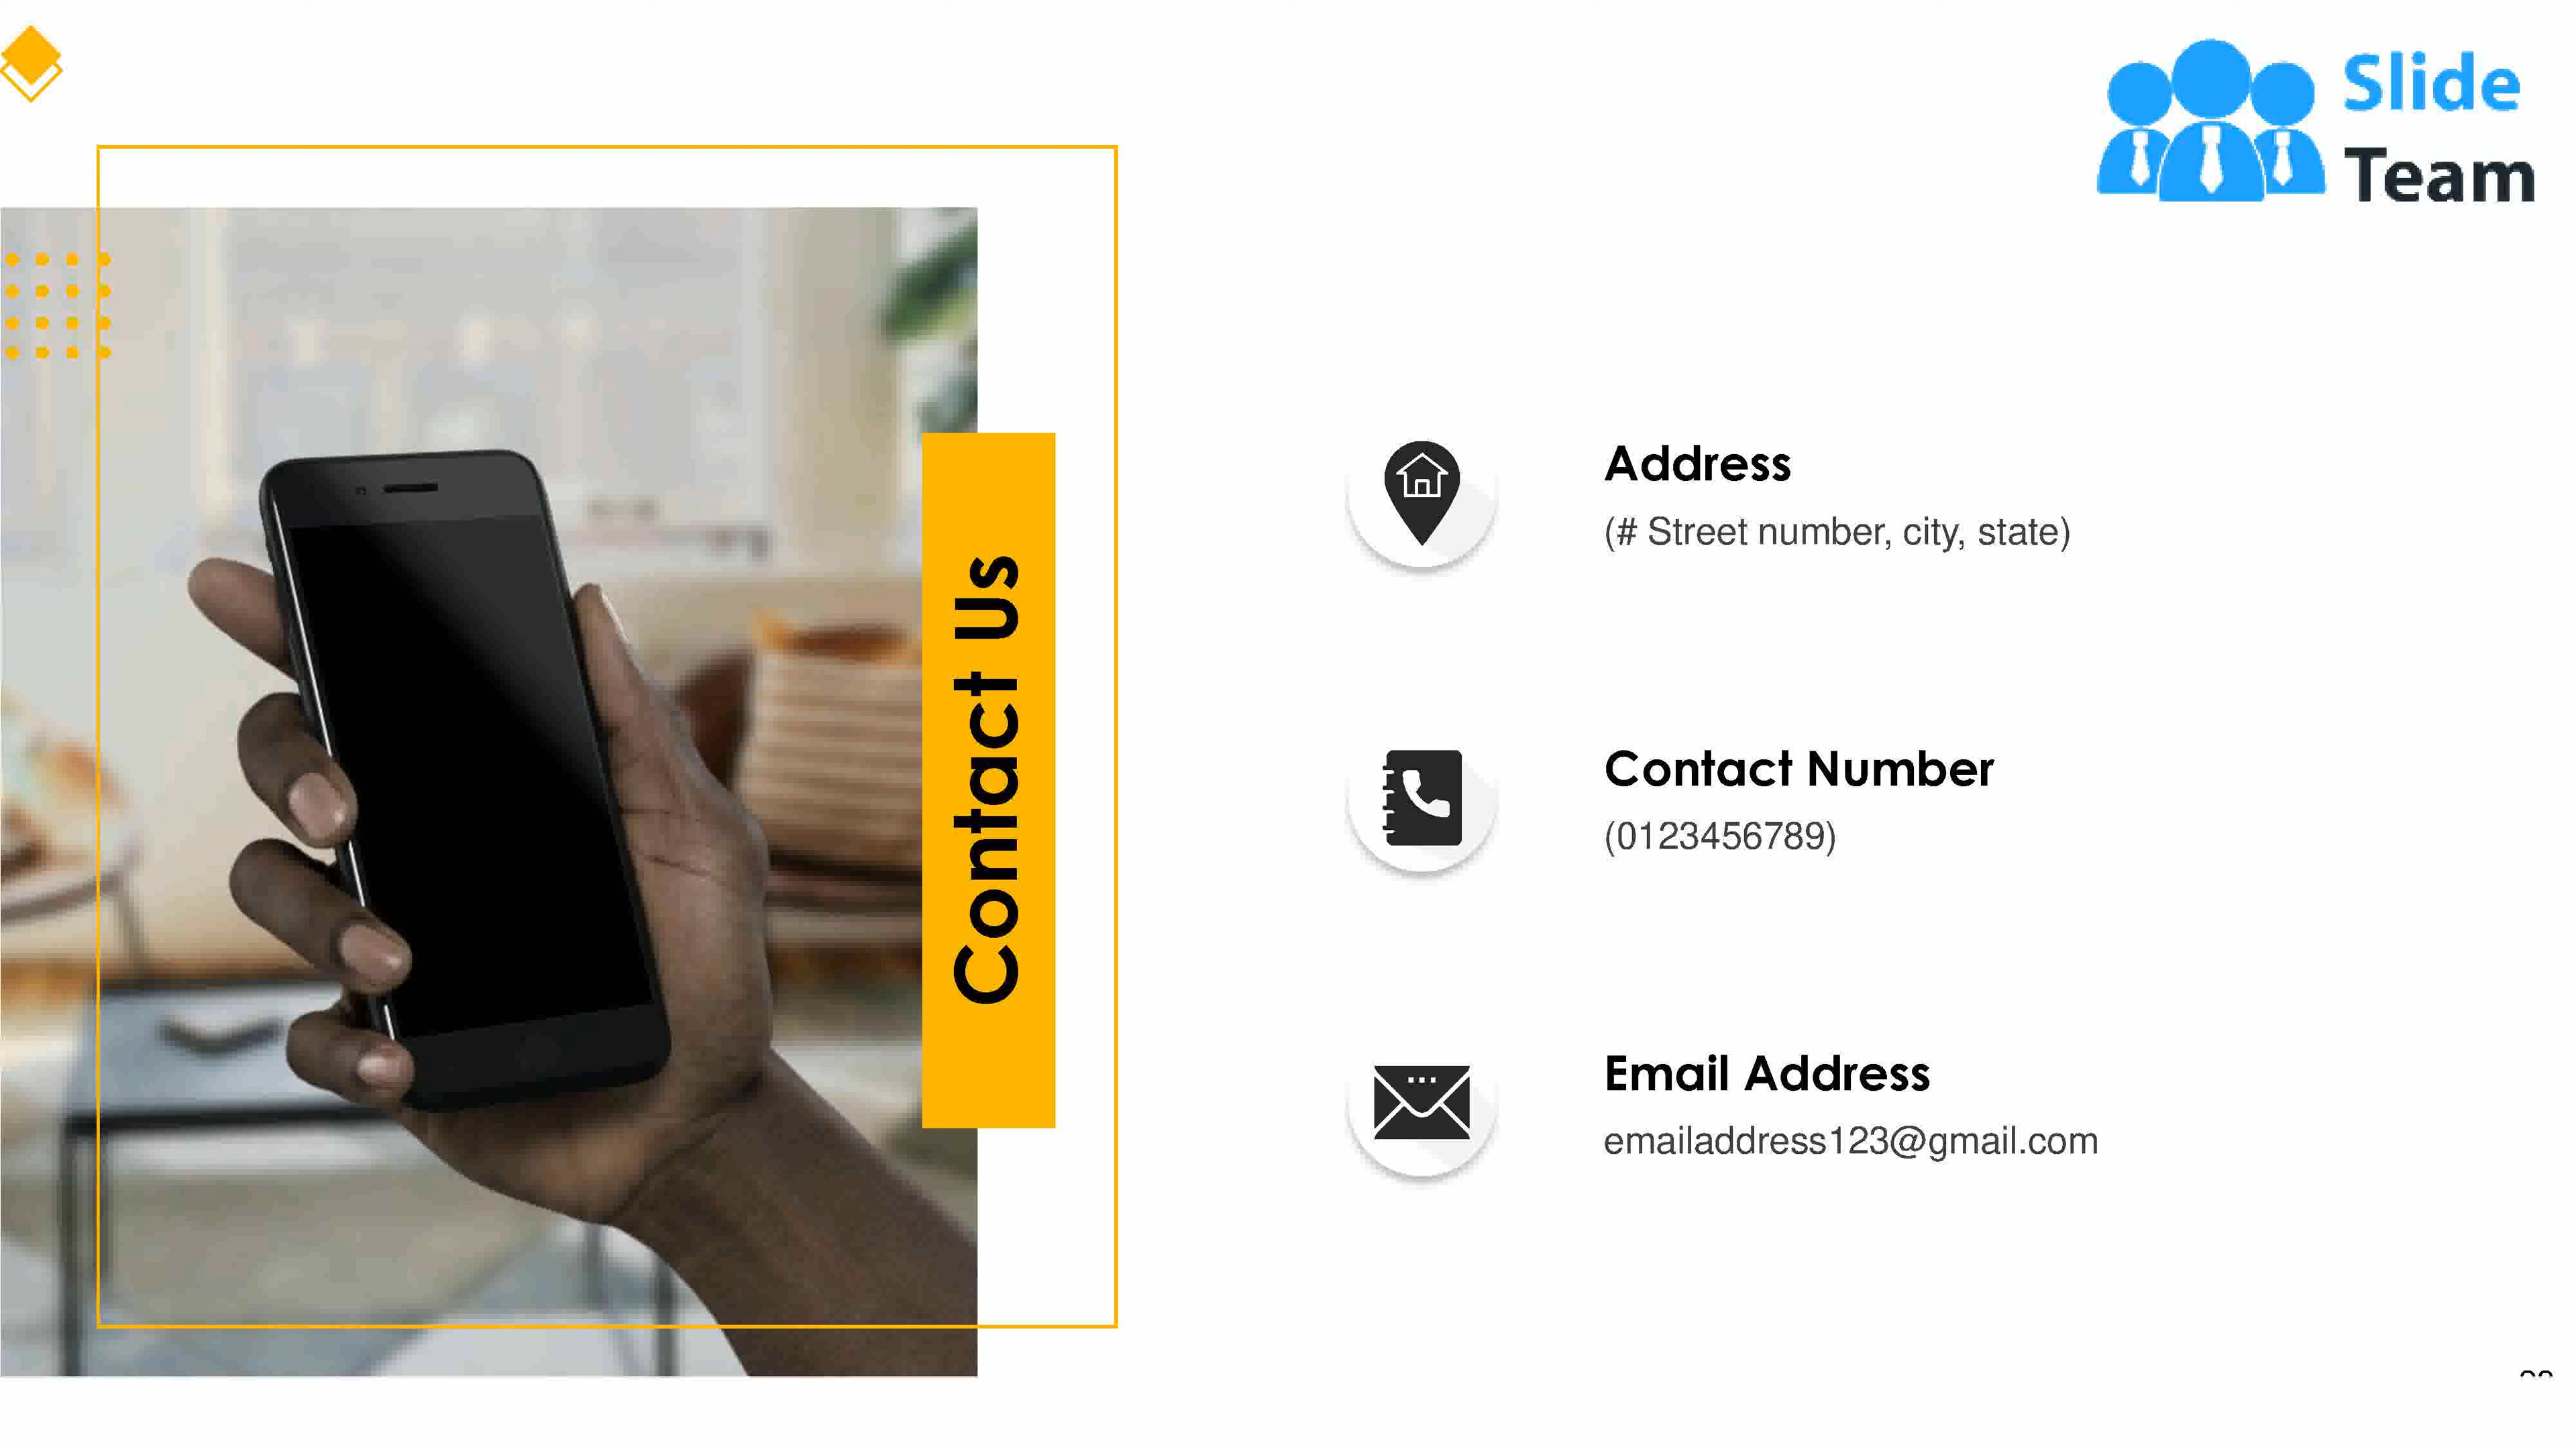 Slide
Team
Contact Us
Address
(# Street number, city, state)
Contact Number
(0123456789)
Email Address
emailaddress123@gmail.com